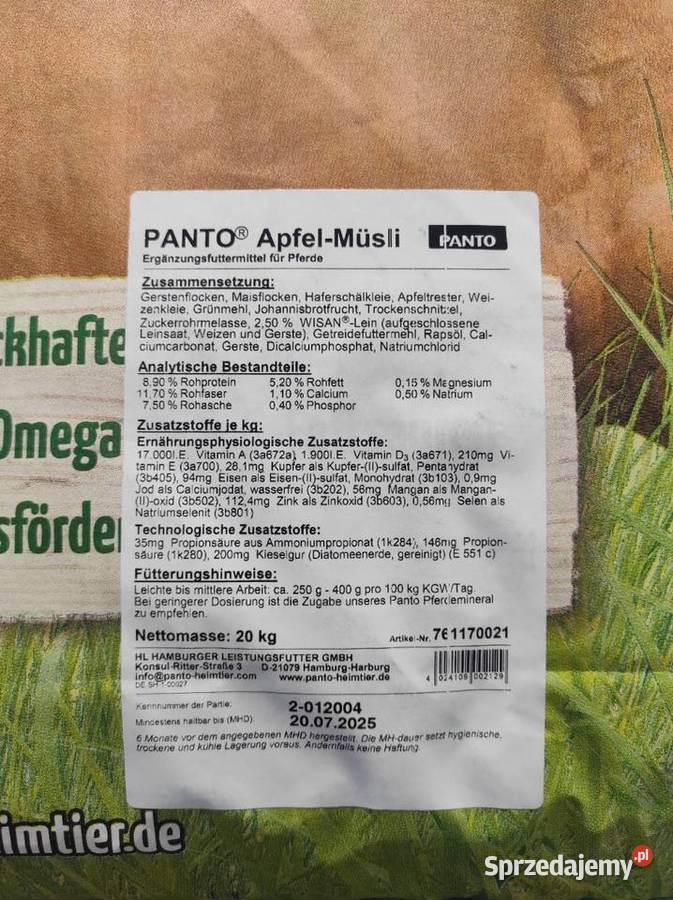 PANTO® Apfel-Müsli
PANTO
Ergänzungsfuttermittel für Pferde
Zusammensetzung:
Gerstenflocken, Maisflocken, Haferschälkleie, Apfeltrester, Wei-
zenkleie, Grünmehl, Johannisbrotfrucht, Trockenschnitzel,
Zuckerrohrmelasse, 2,50 % WISAN®-Lein (aufgeschlossene
Leinsaat, Weizen und Gerste), Getreidefuttermehl, Rapsöl, Cal-
ciumcarbonat, Gerste, Dicalciumphosphat, Natriumchlorid
Analytische Bestandteile:
8,90 % Rohprotein 5,20 % Rohfett 0,15 % Magnesium
11,70 % Rohfaser 1,10 % Calcium 0,50 % Natrium
7,50 % Rohasche 0,40 % Phosphor
Zusatzstoffe je kg:
Ernährungsphysiologische Zusatzstoffe:
17.000I.E. Vitamin A (3a672a), 1.900I.E. Vitamin D3 (3a671), 210mg Vi-
tamin E (3a700), 28,1mg Kupfer als Kupfer-(II)-sulfat, Pentahydrat
(3b405), 94mg Eisen als Eisen-(II)-sulfat, Monohydrat (3b103), 0,9mg
Jod als Calciumjodat, wasserfrei (3b202), 56mg Mangan als Mangan-
(II)-oxid (3b502), 112,4mg Zink als Zinkoxid (3b603), 0,56mg Selen als
Natriumselenit (3b801)
Technologische Zusatzstoffe:
35mg Propionsäure aus Ammoniumpropionat (1k284), 146mg Propion-
säure (1k280), 200mg Kieselgur (Diatomeenerde, gereinigt) (E 551 c)
Fütterungshinweise:
Leichte bis mittlere Arbeit: ca. 250 g - 400 g pro 100 kg KGW/Tag.
Bei geringerer Dosierung ist die Zugabe unseres Panto Pferdemineral
zu empfehlen.
Nettomasse: 20 kg Artikel-Nr. 761170021
HL HAMBURGER LEISTUNGSFUTTER GMBH
Konsul-Ritter-Straße 3 D-21079 Hamburg-Harburg
info@panto-heimtier.com www.panto-heimtier.de
DE SH-1-00027
4 024109 002129
Kennnummer der Partie: 2-012004
Mindestens haltbar bis (MHD): 20.07.2025
6 Monate vor dem angegebenen MHD hergestellt. Die MH-dauer setzt hygienische,
trockene und kühle Lagerung voraus. Andernfalls keine Haftung.
ckhafte
Omega
sförde
eimtier.de
Sprzedajemy.pl